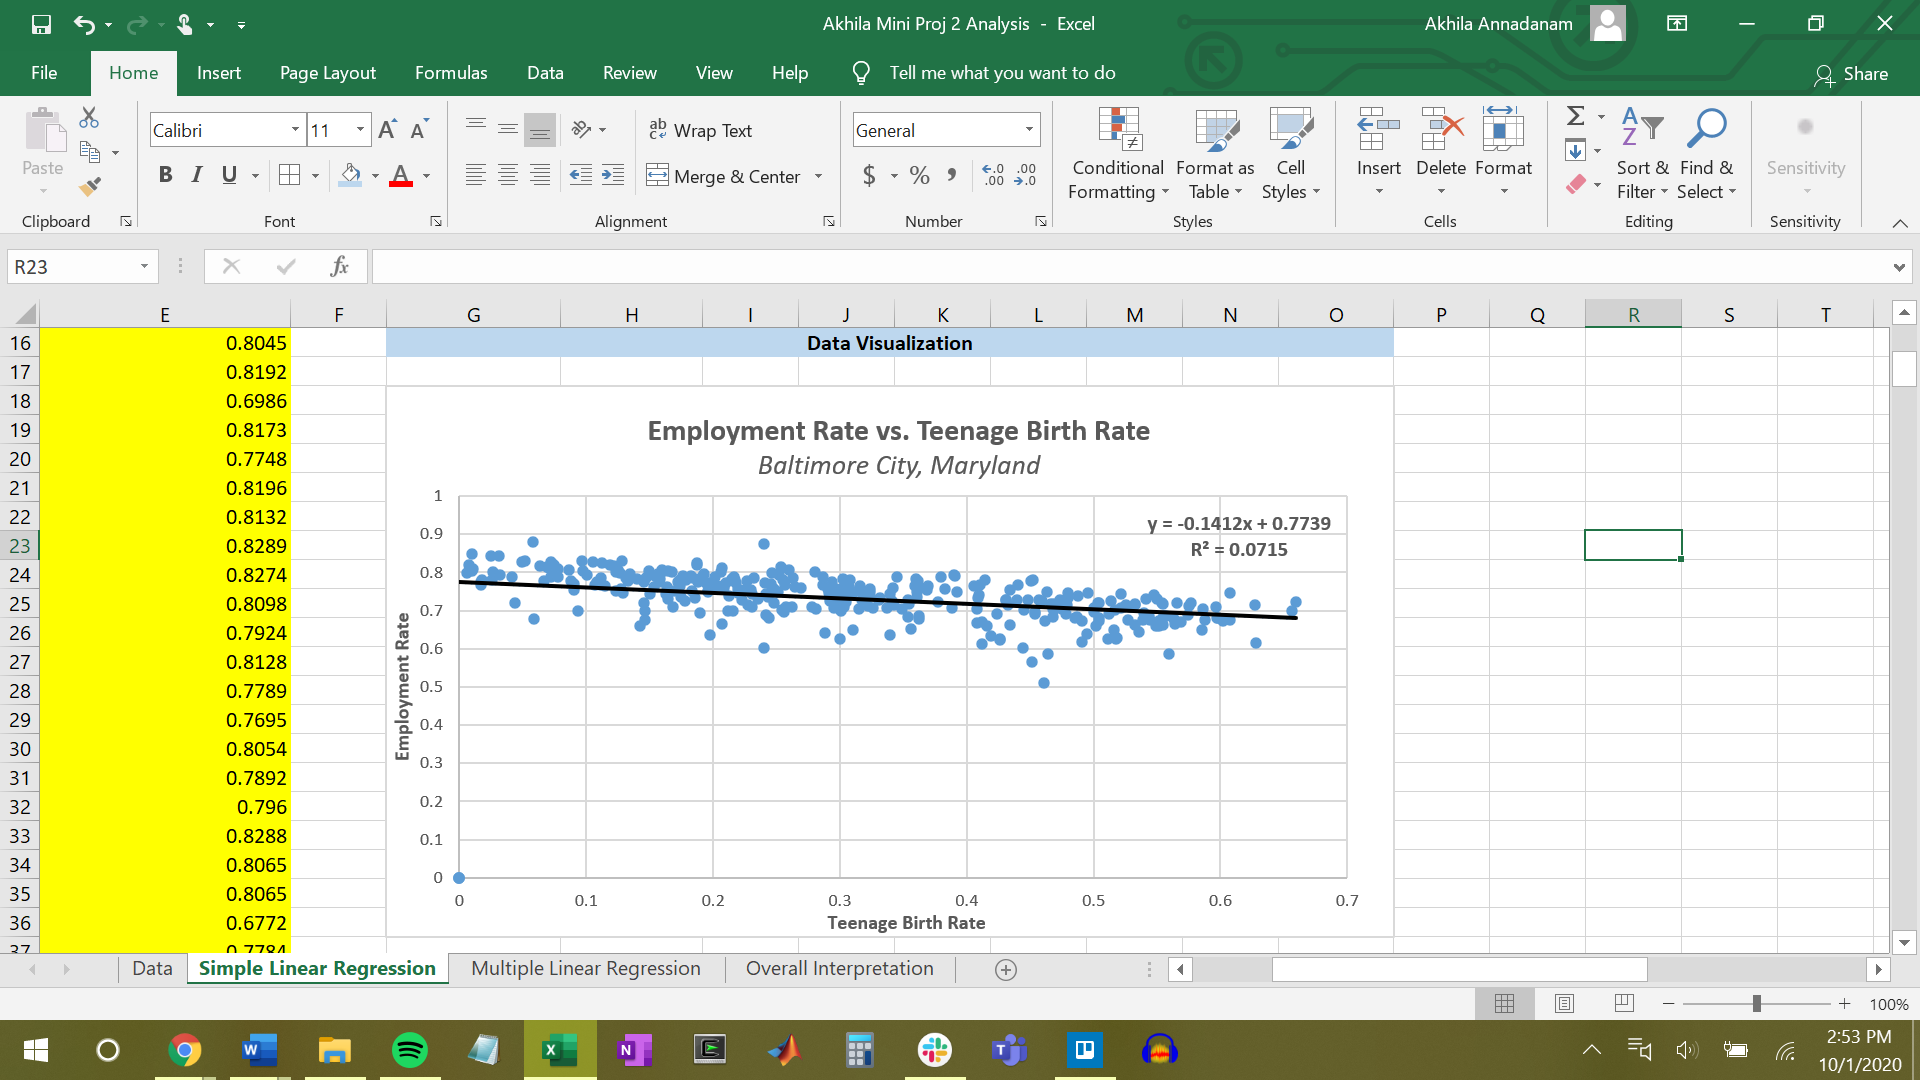 Akhila Mini Proj 2 Analysis - Excel
Akhila Annadanam
File Home Insert Page Layout Formulas Data Review View Help Tell me what you want to do Share
Paste
Calibri 11
B I U
ab Wrap Text
Merge & Center
General
$ % ,
Conditional Formatting
Format as Table
Cell Styles
Insert Delete Format
Sort & Filter
Find & Select
Sensitivity
Clipboard Font Alignment Number Styles Cells Editing Sensitivity
R23
fx
E F G H I J K L M N O P Q R S T
16 0.8045 Data Visualization
17 0.8192
18 0.6986
19 0.8173
20 0.7748
21 0.8196
22 0.8132
23 0.8289
24 0.8274
25 0.8098
26 0.7924
27 0.8128
28 0.7789
29 0.7695
30 0.8054
31 0.7892
32 0.796
33 0.8288
34 0.8065
35 0.8065
36 0.6772
37 0.7784
Employment Rate vs. Teenage Birth Rate
Baltimore City, Maryland
y = -0.1412x + 0.7739
R² = 0.0715
Employment Rate
1
0.9
0.8
0.7
0.6
0.5
0.4
0.3
0.2
0.1
0
0 0.1 0.2 0.3 0.4 0.5 0.6 0.7
Teenage Birth Rate
Data Simple Linear Regression Multiple Linear Regression Overall Interpretation
100%
2:53 PM
10/1/2020